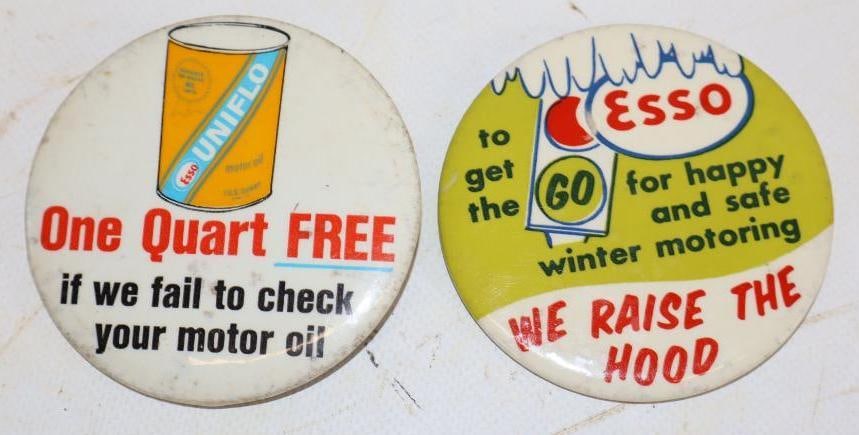 UNIFLO
Esso
motor oil
One Quart FREE
if we fail to check
your motor oil
Esso
to
get
the
GO
for happy
and safe
winter motoring
WE RAISE THE
HOOD